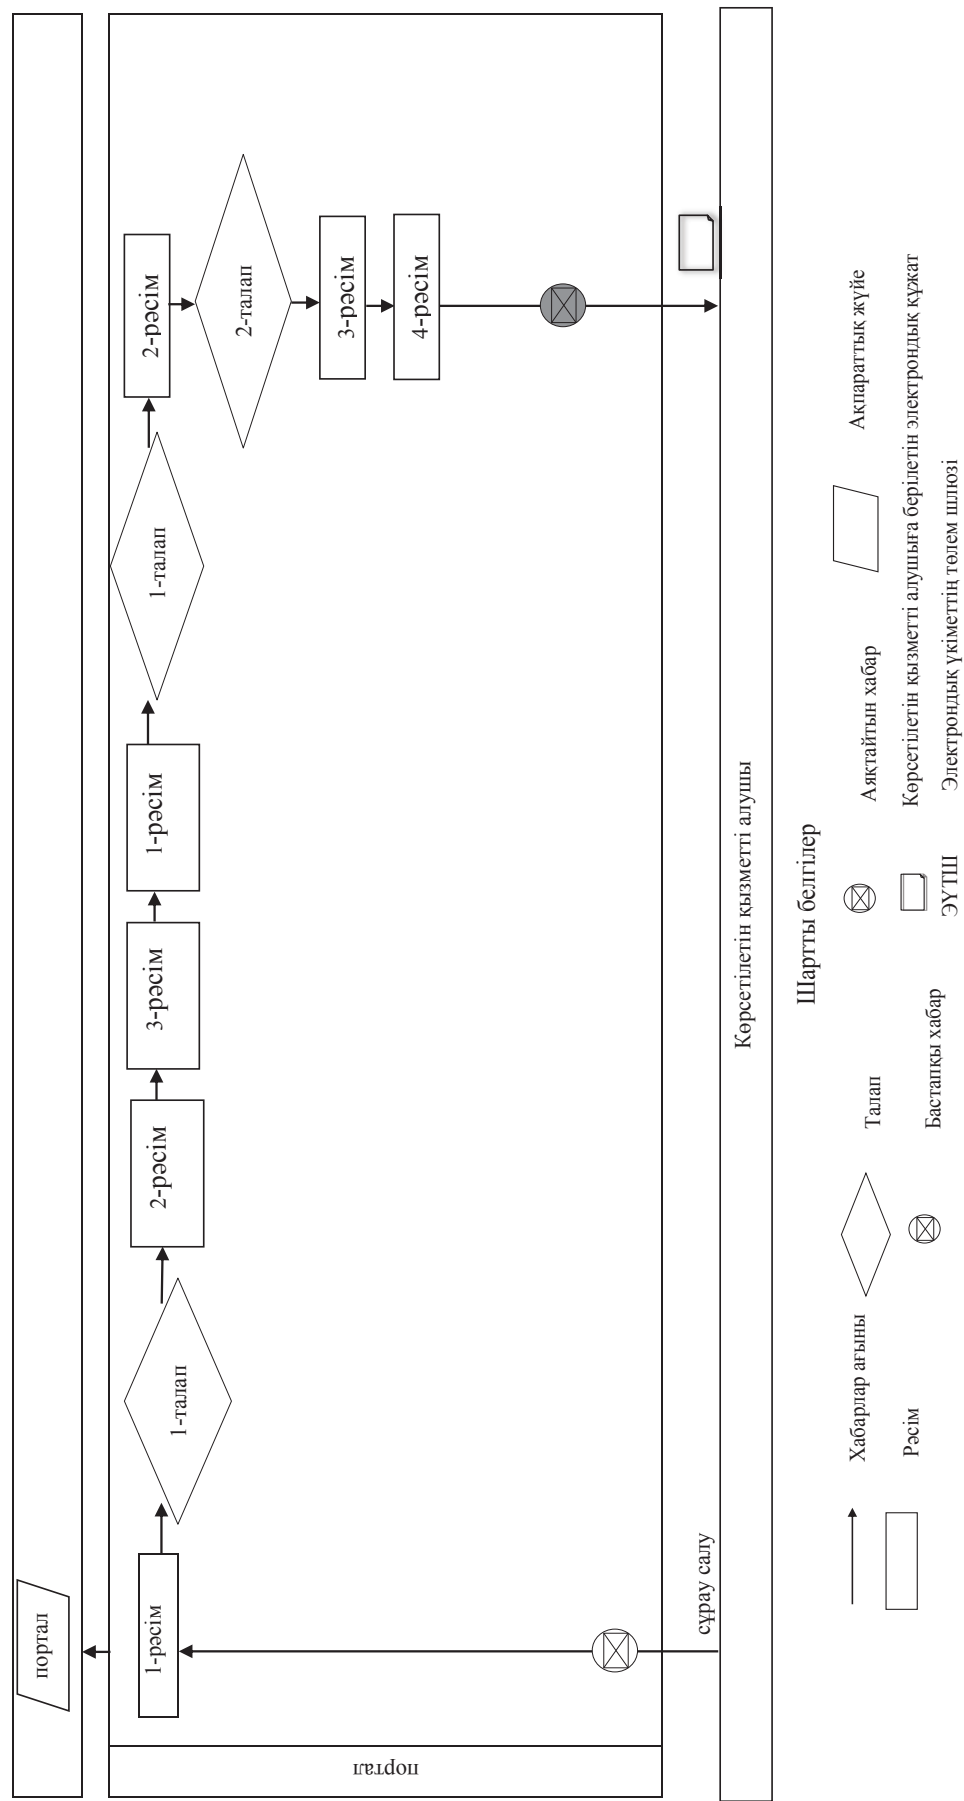 портал
портал
1-рәсім
1-талап
2-рәсім
3-рәсім
1-рәсім
1-талап
2-рәсім
2-талап
3-рәсім
4-рәсім
сұрау салу
Көрсетілетін қызметті алушы
Шартты белгілер
Хабарлар ағыны
Талап
Аяқтайтын хабар
Ақпараттық жүйе
Рәсім
Бастапқы хабар
Көрсетілетін қызметті алушыға берілетін электрондық құжат
ЭҮТШ
Электрондық үкіметтің төлем шлюзі